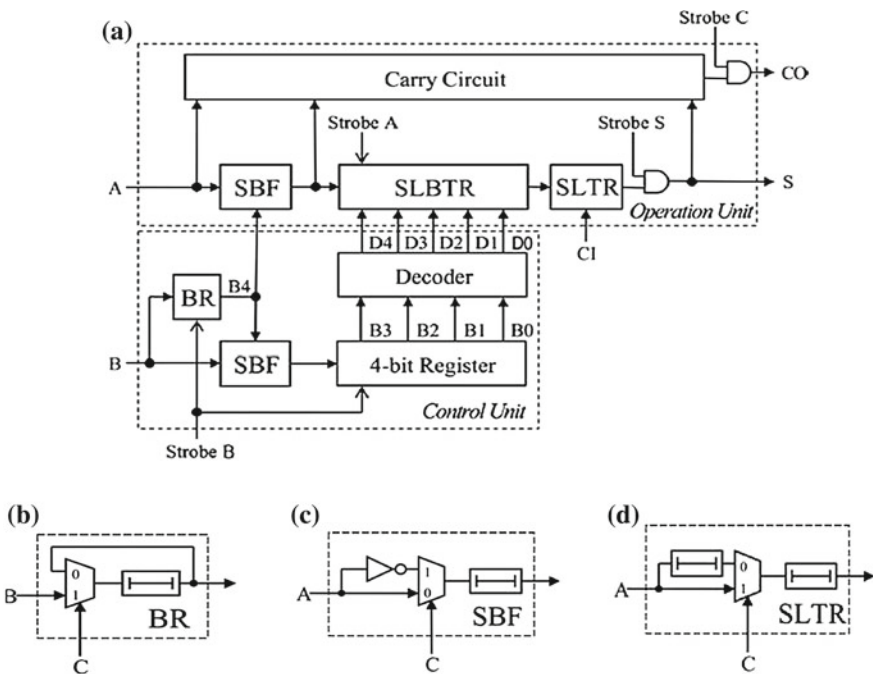 (a)
Strobe C
Carry Circuit
CO
Strobe A
Strobe S
A
SBF
SLBTR
SLTR
S
Operation Unit
CI
D4 D3 D2 D1 D0
Decoder
BR
B4
B3 B2 B1 B0
B
SBF
4-bit Register
Control Unit
Strobe B
(b)
0
1
B
BR
C
(c)
1
0
A
SBF
C
(d)
0
1
A
SLTR
C